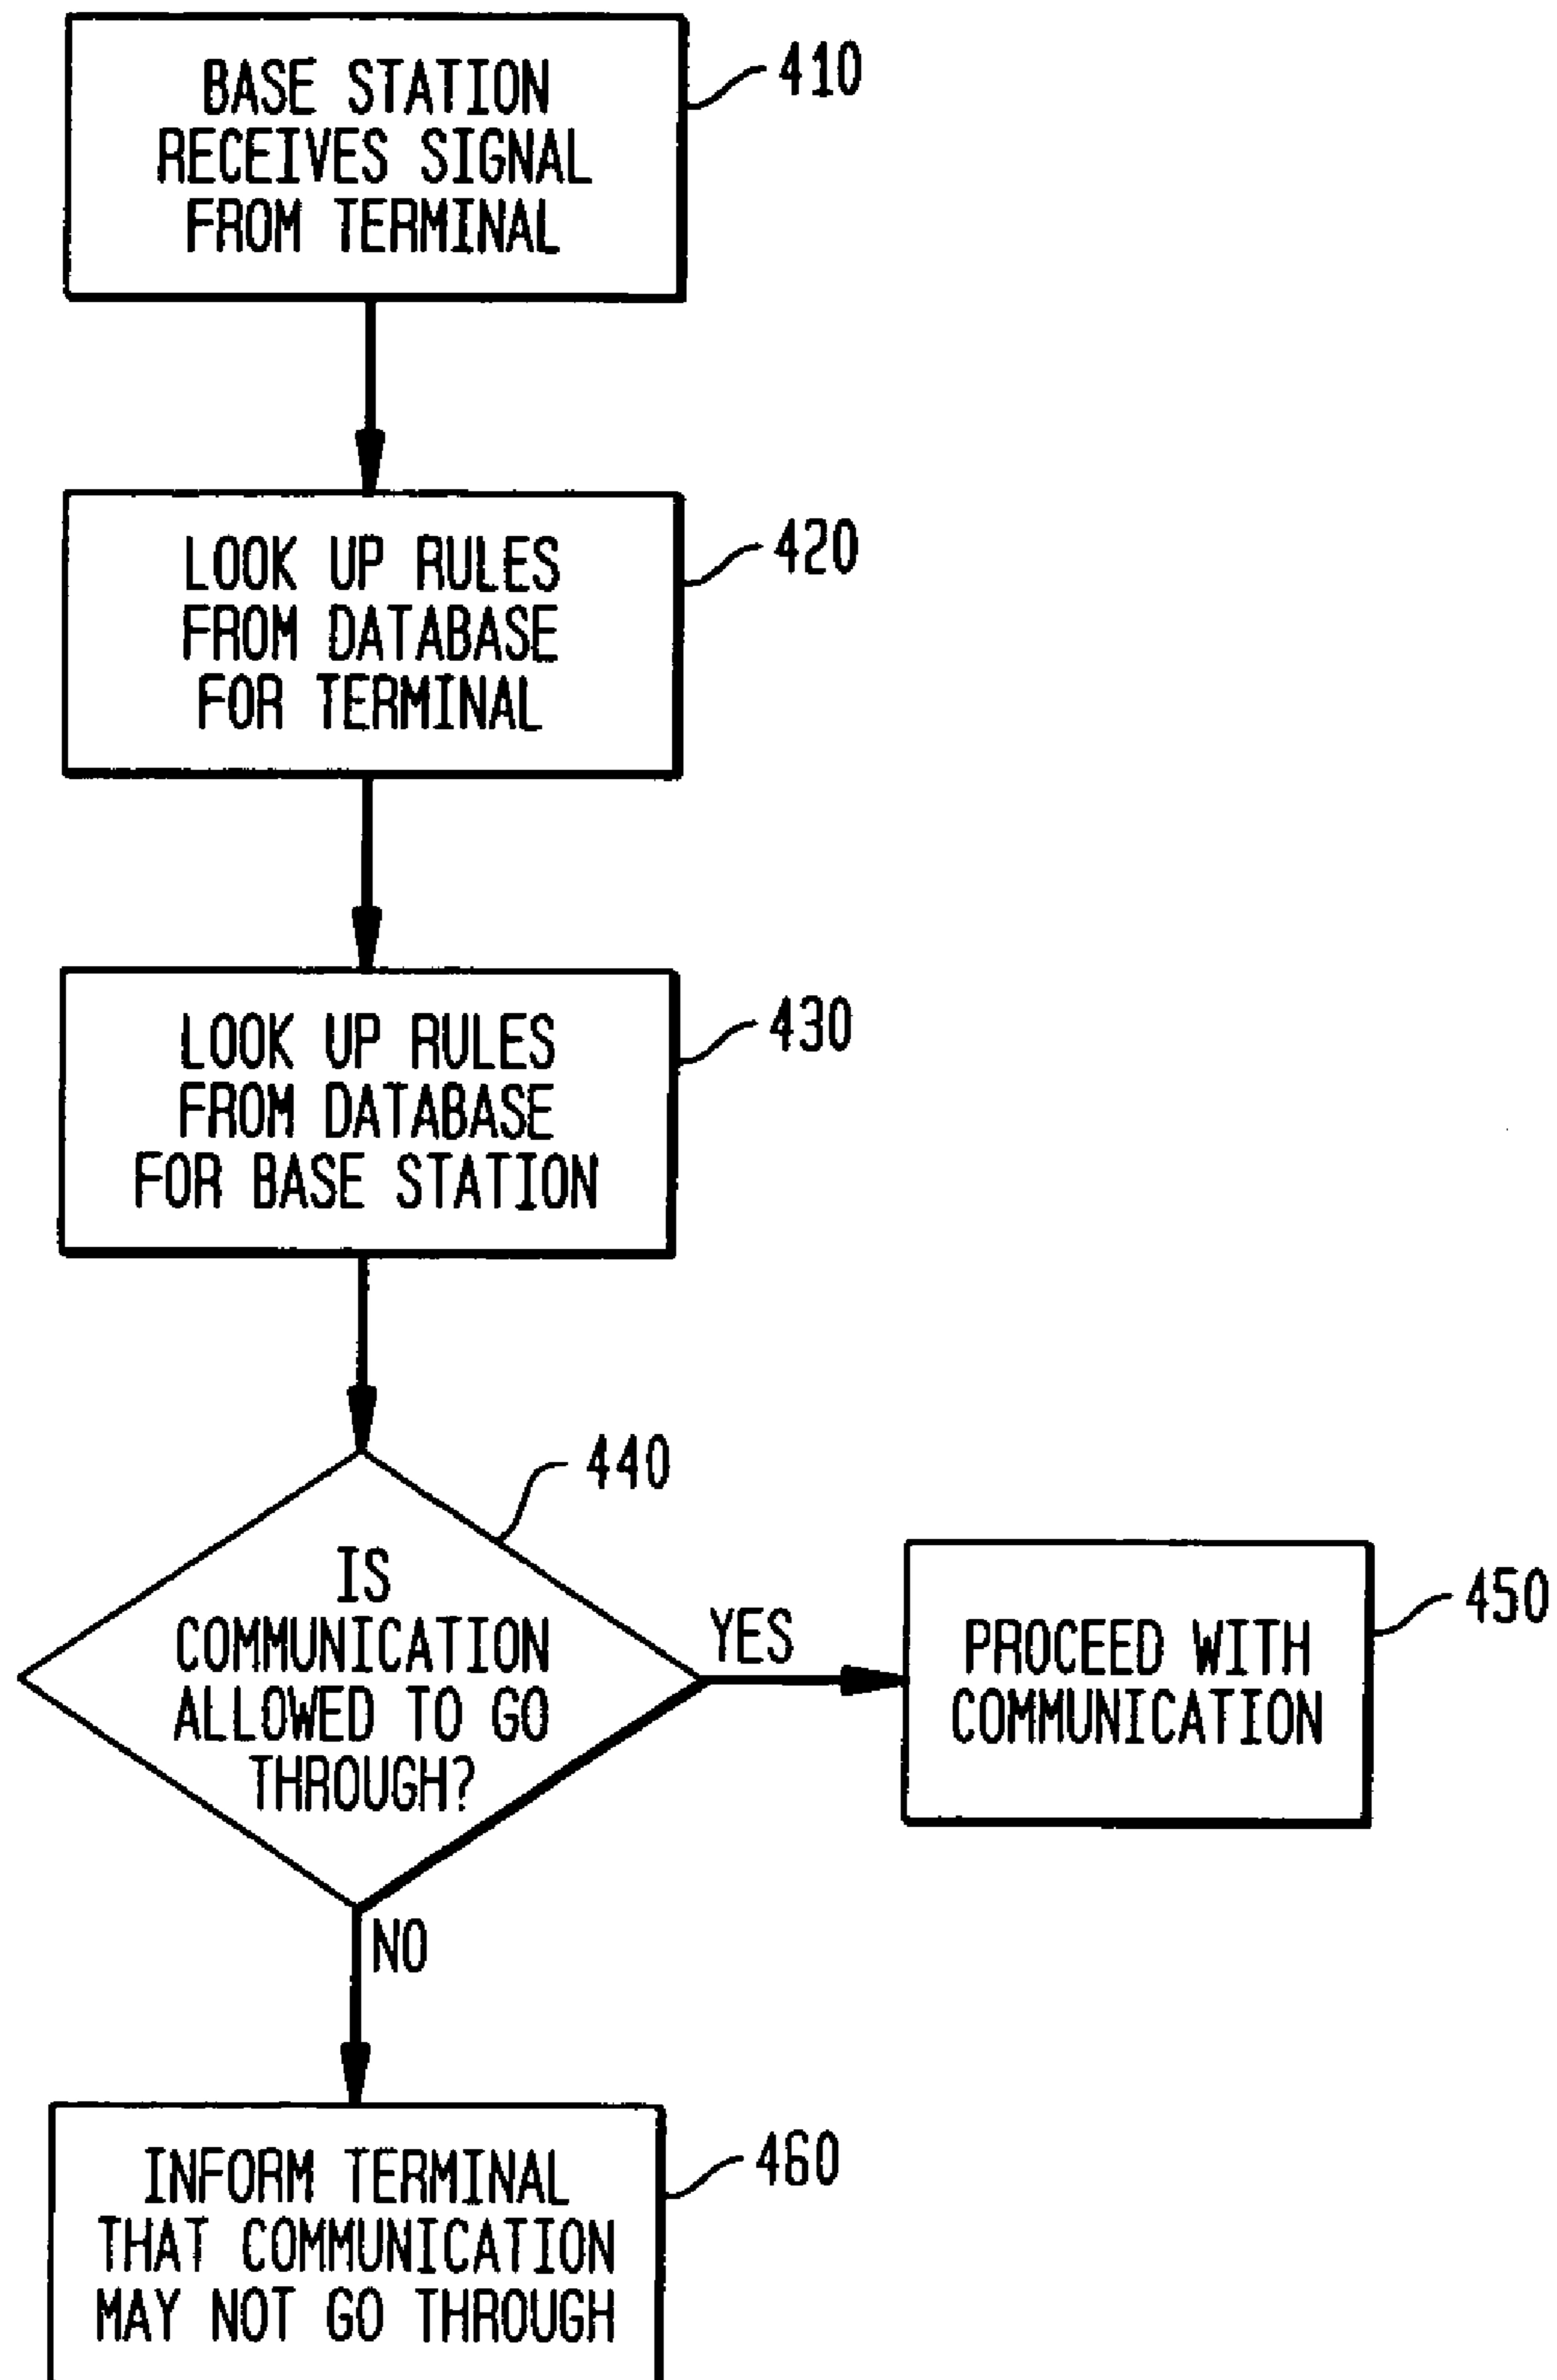 BASE STATION
RECEIVES SIGNAL
FROM TERMINAL
410
LOOK UP RULES
FROM DATABASE
FOR TERMINAL
420
LOOK UP RULES
FROM DATABASE
FOR BASE STATION
430
440
IS
COMMUNICATION
ALLOWED TO GO
THROUGH?
YES
PROCEED WITH
COMMUNICATION
450
NO
INFORM TERMINAL
THAT COMMUNICATION
MAY NOT GO THROUGH
460